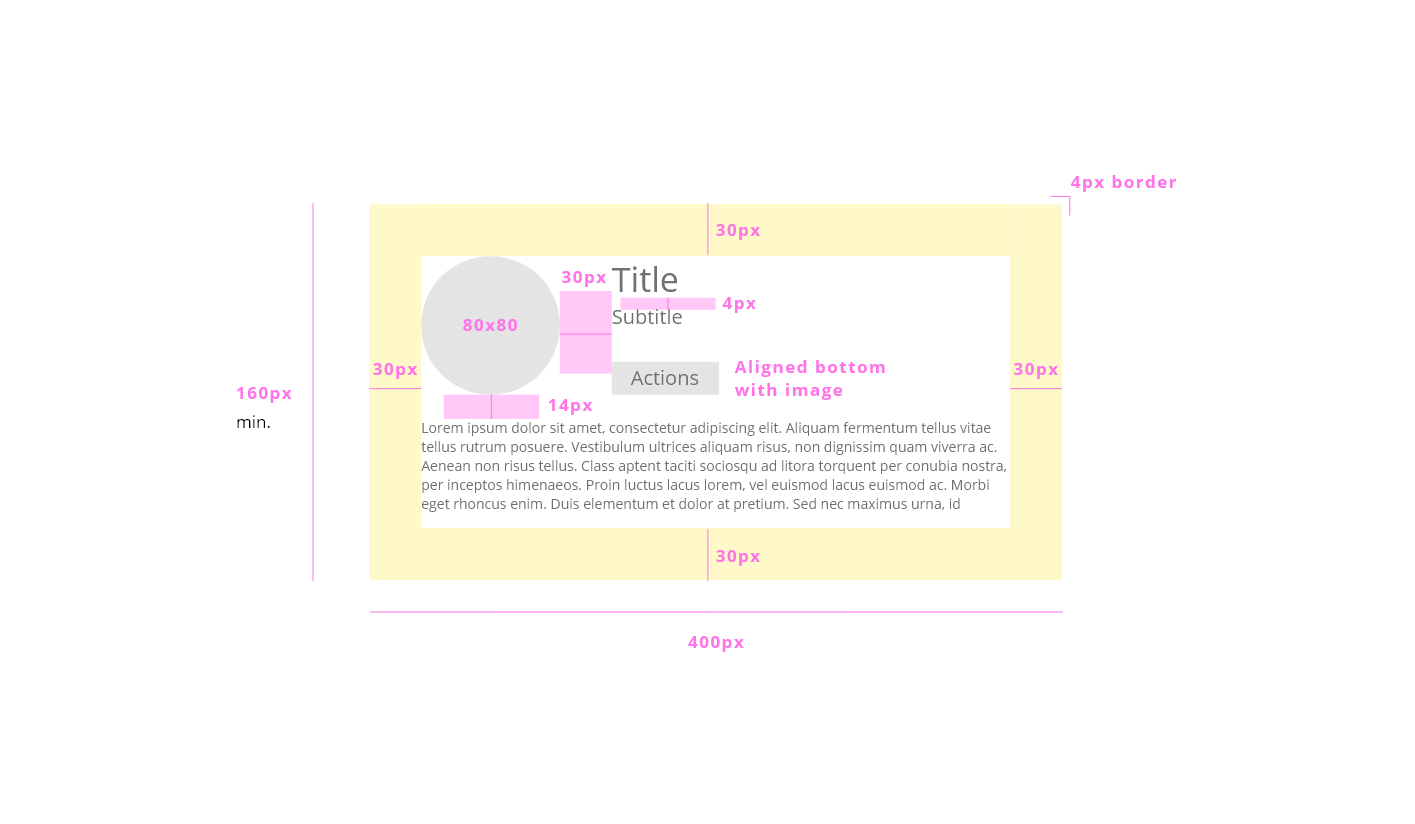 4px border
30px
30px
Title
4px
80x80
Subtitle
30px
Aligned bottom
30px
Actions
160px
with image
14px
min.
Lorem ipsum dolor sit amet, consectetur adipiscing elit. Aliquam fermentum tellus vitae
tellus rutrum posuere. Vestibulum ultrices aliquam risus, non dignissim quam viverra ac.
Aenean non risus tellus. Class aptent taciti sociosqu ad litora torquent per conubia nostra,
per inceptos himenaeos. Proin luctus lacus lorem, vel euismod lacus euismod ac. Morbi
eget rhoncus enim. Duis elementum et dolor at pretium. Sed nec maximus urna, id
30px
400px